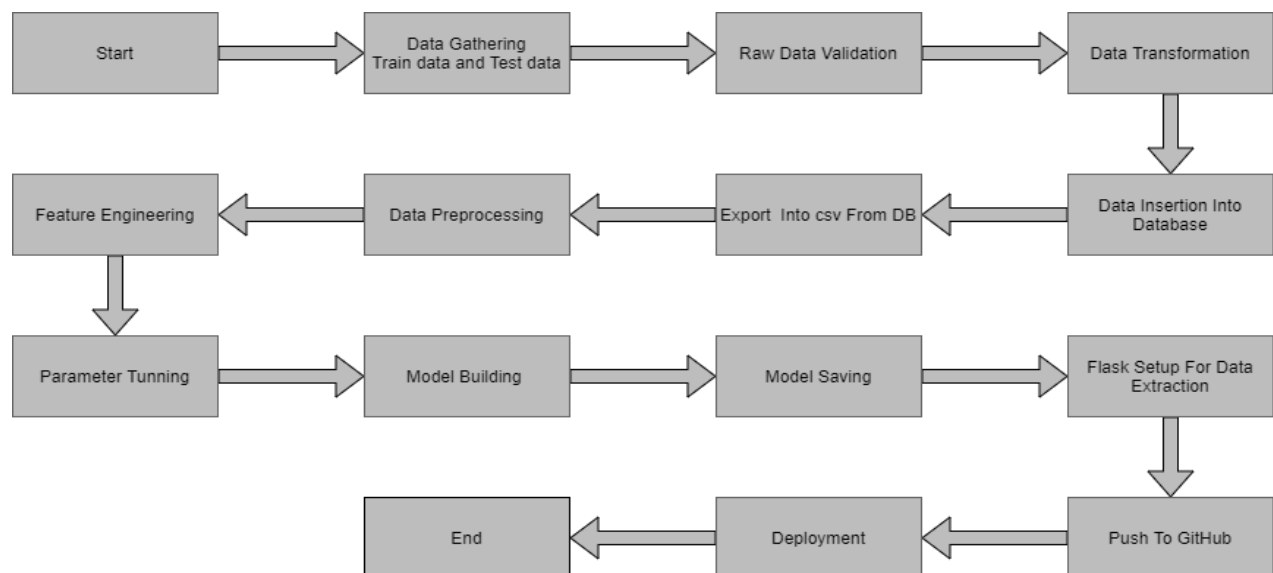 Start
Data Gathering
Train data and Test data
Raw Data Validation
Data Transformation
Data Insertion Into
Database
Export Into csv From DB
Data Preprocessing
Feature Engineering
Parameter Tunning
Model Building
Model Saving
Flask Setup For Data
Extraction
Push To GitHub
Deployment
End